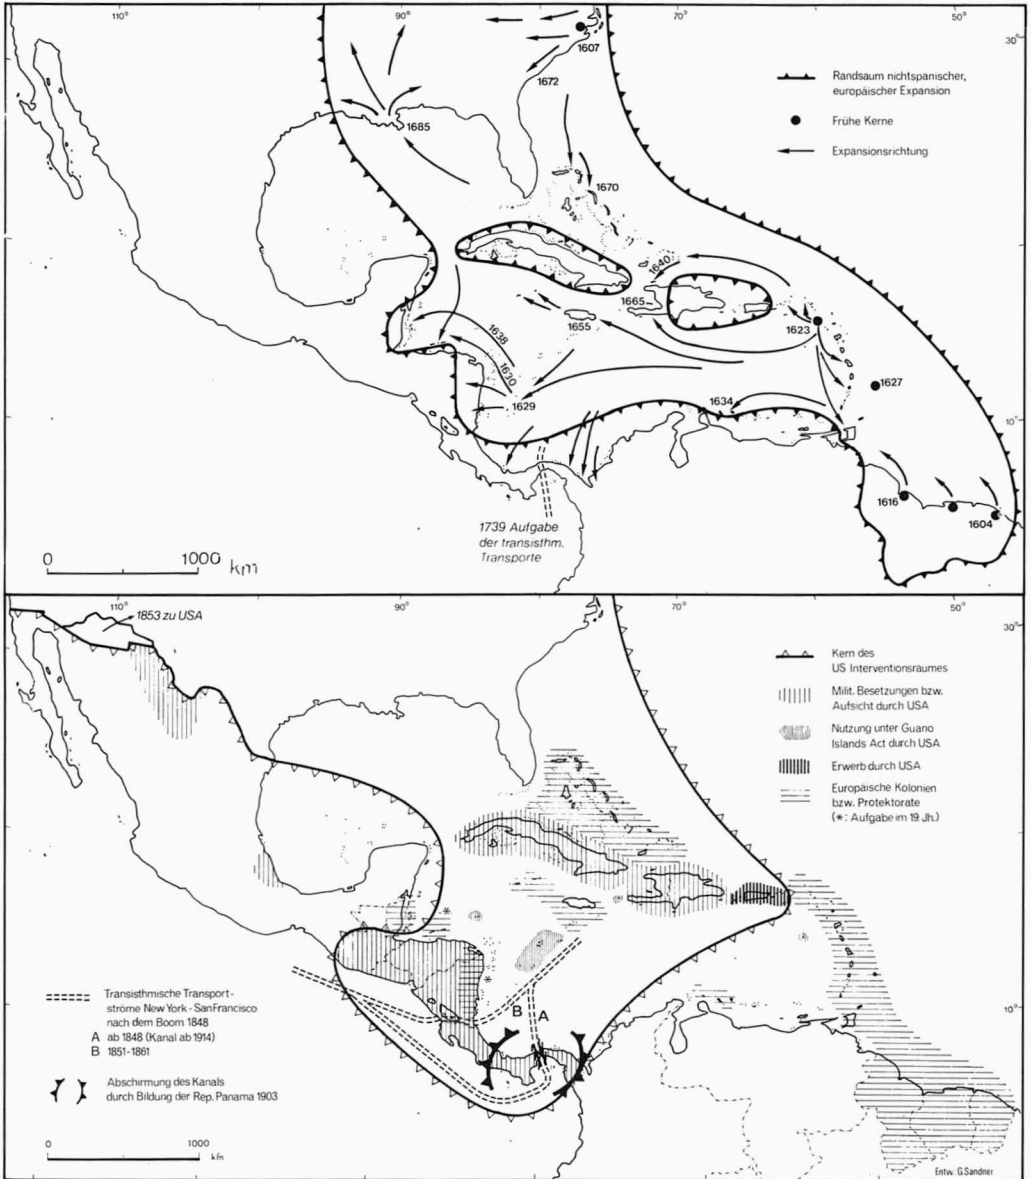 110°
90°
70°
50°
30°
1607
1672
1685
Randsaum nichtspanischer,
europäischer Expansion
Frühe Kerne
Expansionsrichtung
1670
1640
1665
1655
1623
1638
1630
1629
1627
1634
10°
1616
1604
1739 Aufgabe
der transisthm.
Transporte
0 1000 km
110°
90°
70°
50°
30°
1853 zu USA
Kern des
US Interventionsraumes
Milit. Besetzungen bzw.
Aufsicht durch USA
Nutzung unter Guano
Islands Act durch USA
Erwerb durch USA
Europäische Kolonien
bzw. Protektorate
(*: Aufgabe im 19. Jh.)
*
*
Transisthmische Transport-
ströme New York - San Francisco
nach dem Boom 1848
A ab 1848 (Kanal ab 1914)
B 1851-1861
B
A
10°
Abschirmung des Kanals
durch Bildung der Rep. Panama 1903
0 1000
km
Entw.: G. Sandner